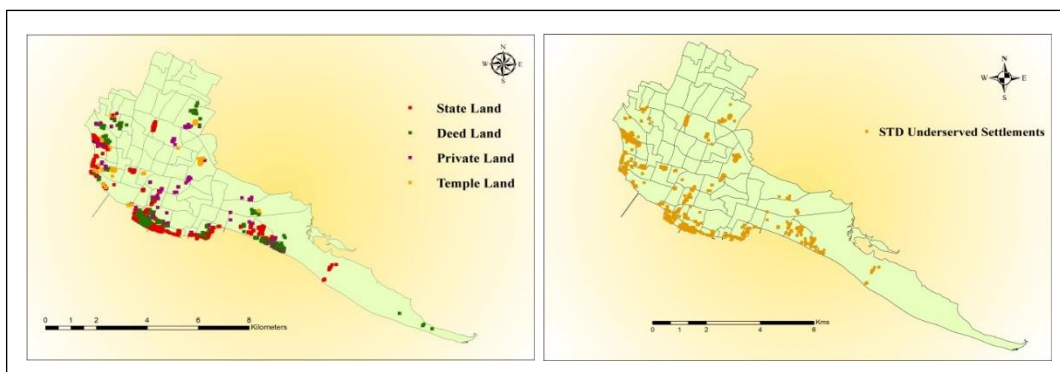 N
W E
S
State Land
Deed Land
Private Land
Temple Land
0 1 2 4 6 8
Kilometers
N
W E
S
STD Underserved Settlements
0 1 2 4 6
Kms